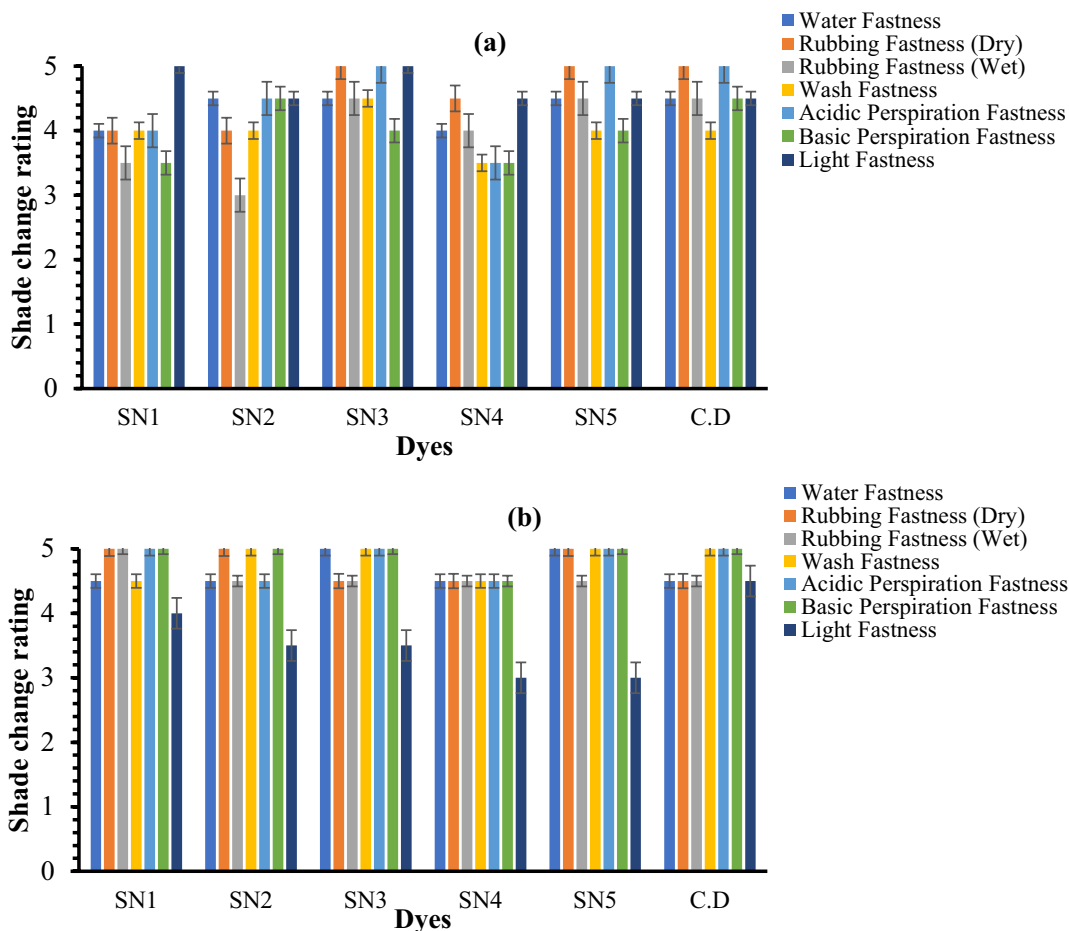 (a)
Water Fastness
Rubbing Fastness (Dry)
Rubbing Fastness (Wet)
Wash Fastness
Acidic Perspiration Fastness
Basic Perspiration Fastness
Light Fastness
Shade change rating
5
4
3
2
1
0
SN1 SN2 SN3 SN4 SN5 C.D
Dyes
(b)
Water Fastness
Rubbing Fastness (Dry)
Rubbing Fastness (Wet)
Wash Fastness
Acidic Perspiration Fastness
Basic Perspiration Fastness
Light Fastness
Shade change rating
5
4
3
2
1
0
SN1 SN2 SN3 SN4 SN5 C.D
Dyes